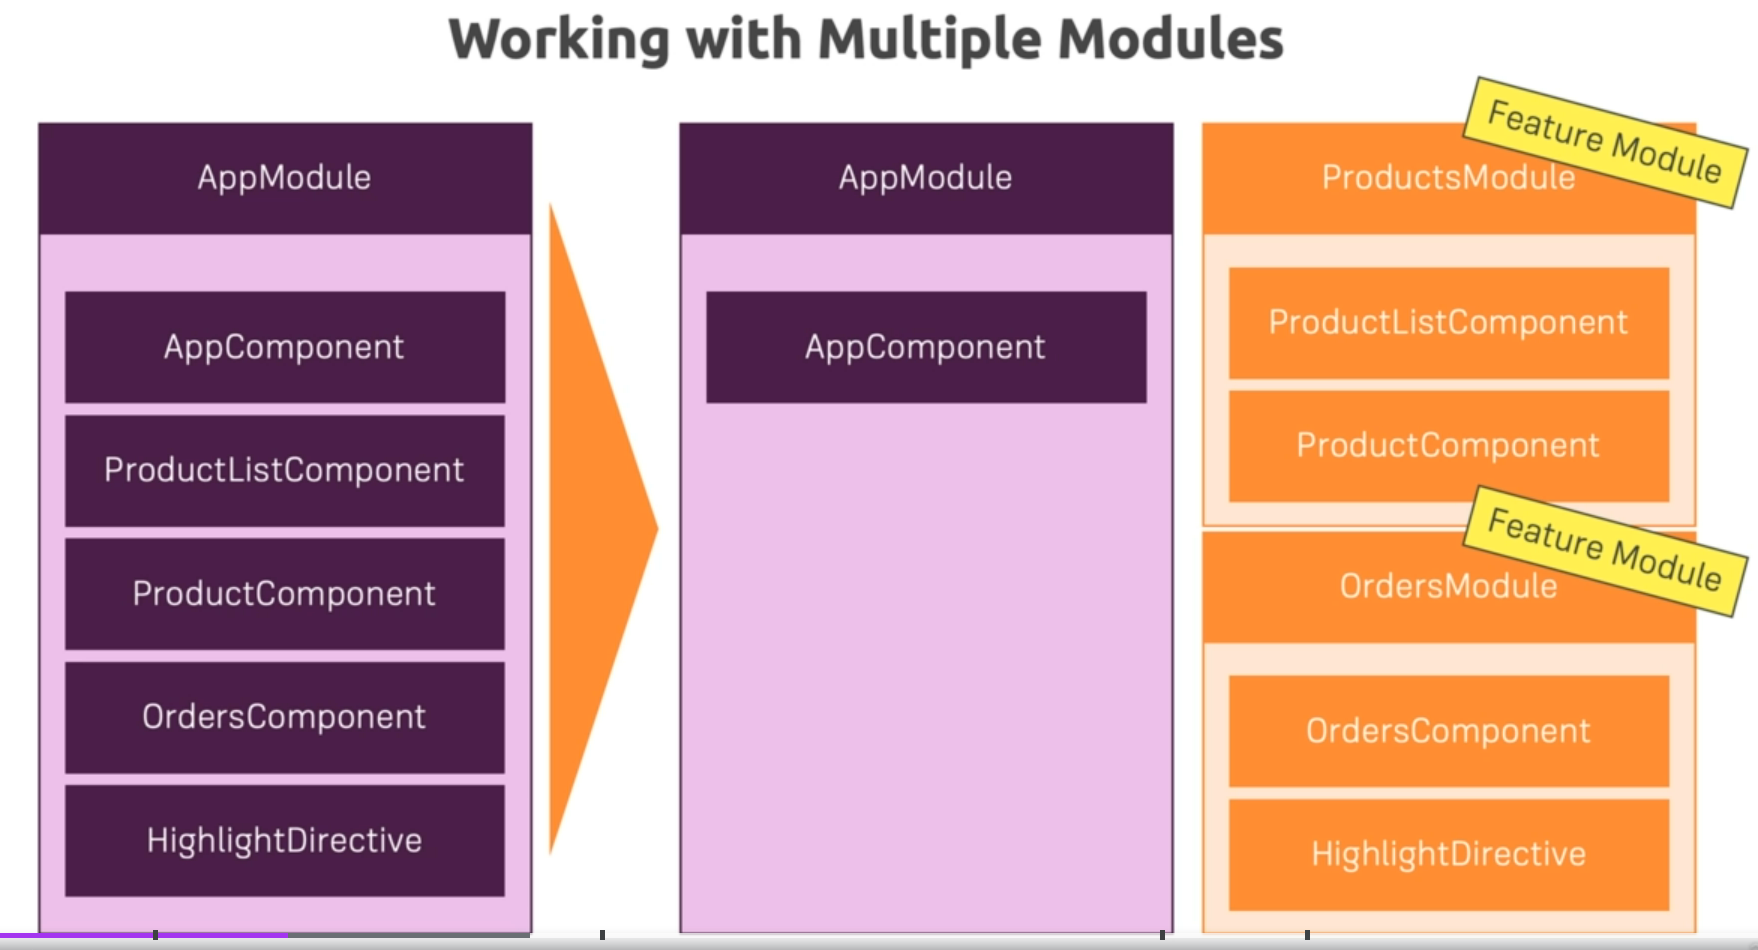 Working with Multiple Modules
AppModule
AppComponent
ProductListComponent
ProductComponent
OrdersComponent
HighlightDirective
AppModule
AppComponent
Feature Module
ProductsModule
ProductListComponent
ProductComponent
Feature Module
OrdersModule
OrdersComponent
HighlightDirective